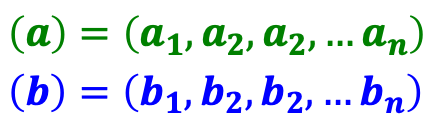 (a) = (a₁, a₂, a₂, … aₙ)
(b) = (b₁, b₂, b₂, … bₙ)